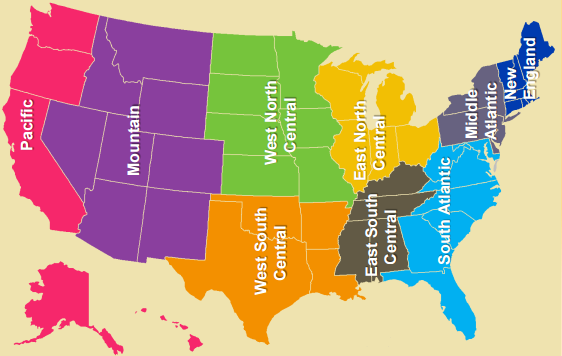 Pacific
Mountain
West North
Central
West South
Central
East North
Central
East South
Central
South Atlantic
Middle
Atlantic
New
England